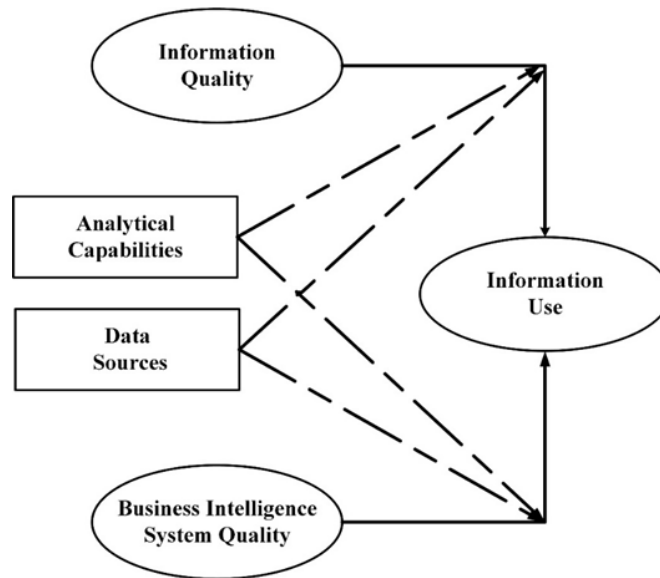 Information
Quality
Analytical
Capabilities
Information
Use
Data
Sources
Business Intelligence
System Quality